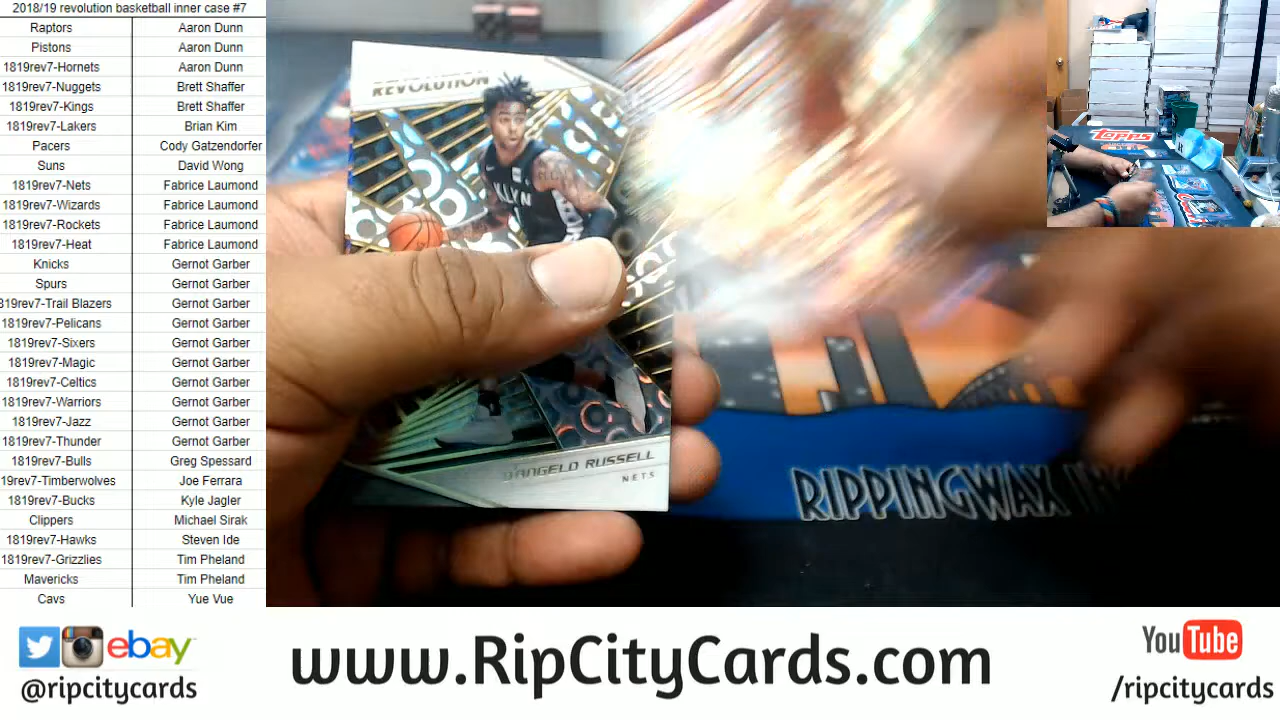 2018/19 revolution basketball inner case #7
Raptors Aaron Dunn
Pistons Aaron Dunn
1819rev7-Hornets Aaron Dunn
1819rev7-Nuggets Brett Shaffer
1819rev7-Kings Brett Shaffer
1819rev7-Lakers Brian Kim
Pacers Cody Gatzendorfer
Suns David Wong
1819rev7-Nets Fabrice Laumond
1819rev7-Wizards Fabrice Laumond
1819rev7-Rockets Fabrice Laumond
1819rev7-Heat Fabrice Laumond
Knicks Gernot Garber
Spurs Gernot Garber
819rev7-Trail Blazers Gernot Garber
1819rev7-Pelicans Gernot Garber
1819rev7-Sixers Gernot Garber
1819rev7-Magic Gernot Garber
1819rev7-Celtics Gernot Garber
1819rev7-Warriors Gernot Garber
1819rev7-Jazz Gernot Garber
1819rev7-Thunder Gernot Garber
1819rev7-Bulls Greg Spessard
19rev7-Timberwolves Joe Ferrara
1819rev7-Bucks Kyle Jagler
Clippers Michael Sirak
1819rev7-Hawks Steven Ide
1819rev7-Grizzlies Tim Pheland
Mavericks Tim Pheland
Cavs Yue Vue
REVOLUTION
D'ANGELO RUSSELL
NETS
RIPPINGWAX
Topps
ebay
@ripcitycards
www.RipCityCards.com
YouTube
/ripcitycards